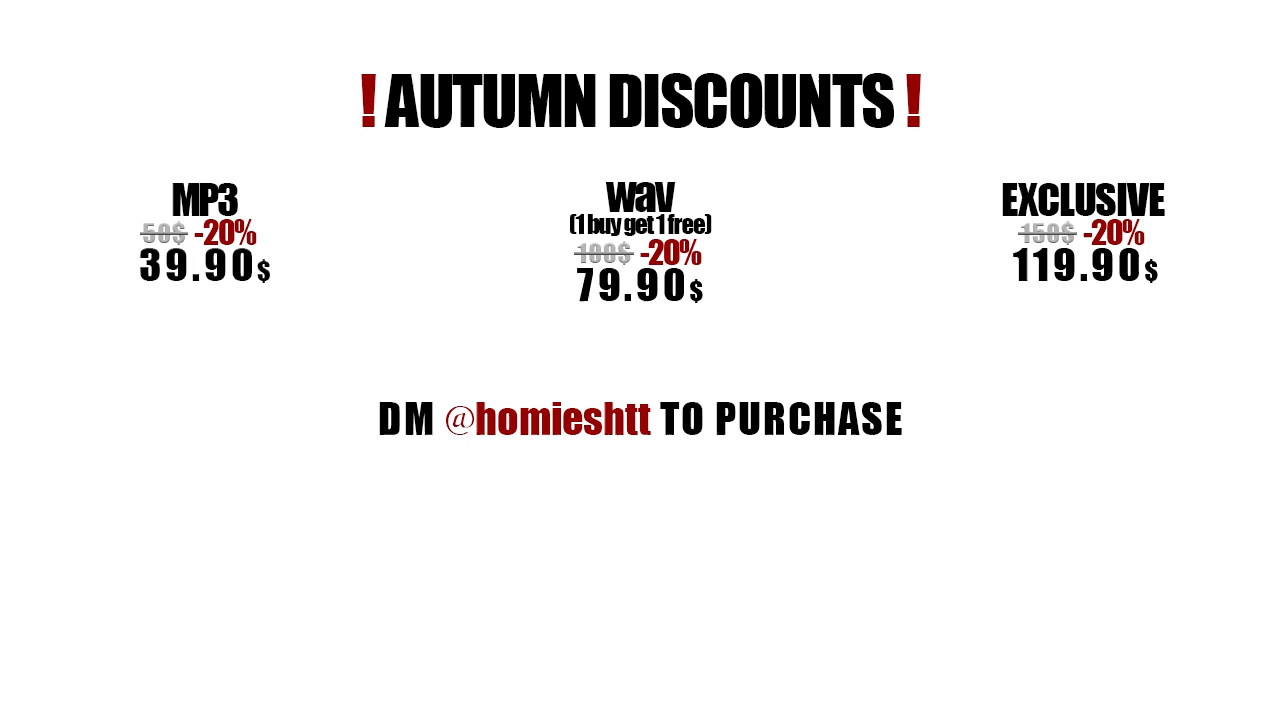 !AUTUMN DISCOUNTS!
MP3
50$ -20%
39.90$
wav
(1 buy get 1 free)
100$ -20%
79.90$
EXCLUSIVE
150$ -20%
119.90$
DM @homieshtt TO PURCHASE